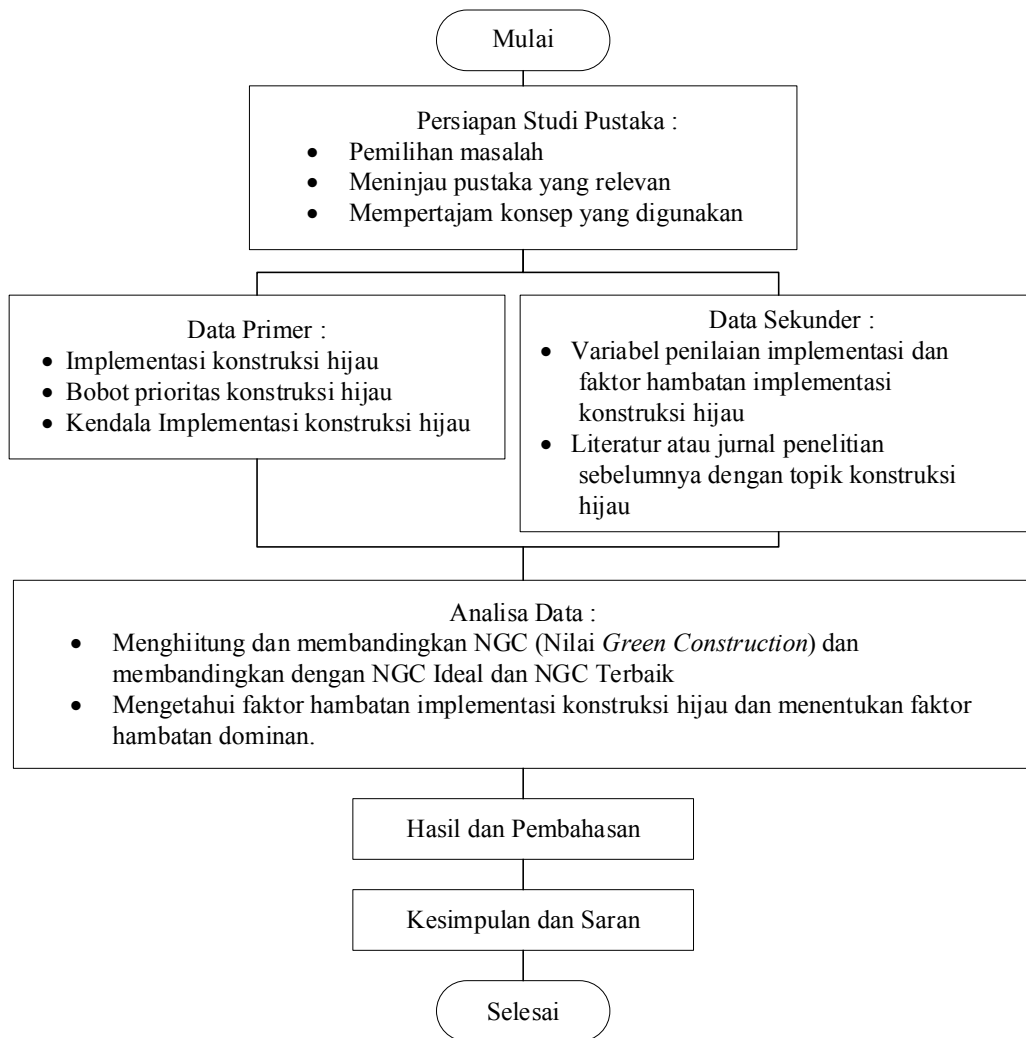 Mulai
Persiapan Studi Pustaka :
• Pemilihan masalah
• Meninjau pustaka yang relevan
• Mempertajam konsep yang digunakan
Data Primer :
• Implementasi konstruksi hijau
• Bobot prioritas konstruksi hijau
• Kendala Implementasi konstruksi hijau
Data Sekunder :
• Variabel penilaian implementasi dan
faktor hambatan implementasi
konstruksi hijau
• Literatur atau jurnal penelitian
sebelumnya dengan topik konstruksi
hijau
Analisa Data :
• Menghiitung dan membandingkan NGC (Nilai Green Construction) dan
membandingkan dengan NGC Ideal dan NGC Terbaik
• Mengetahui faktor hambatan implementasi konstruksi hijau dan menentukan faktor
hambatan dominan.
Hasil dan Pembahasan
Kesimpulan dan Saran
Selesai